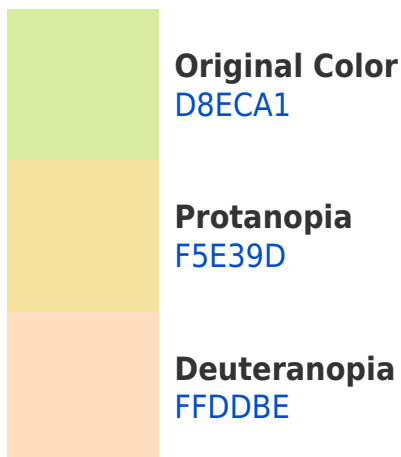 Original Color
D8ECA1
Protanopia
F5E39D
Deuteranopia
FFDDBE